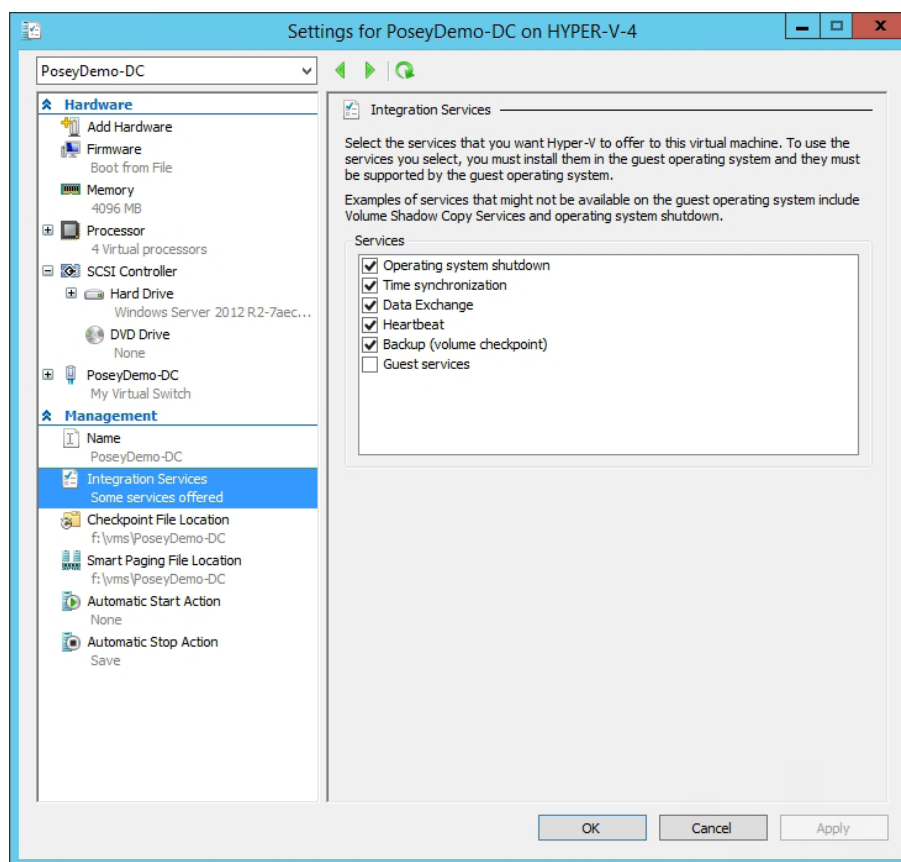 Settings for PoseyDemo-DC on HYPER-V-4
PoseyDemo-DC
Hardware
Add Hardware
Firmware
Boot from File
Memory
4096 MB
Processor
4 Virtual processors
SCSI Controller
Hard Drive
Windows Server 2012 R2-7aec...
DVD Drive
None
PoseyDemo-DC
My Virtual Switch
Management
Name
PoseyDemo-DC
Integration Services
Some services offered
Checkpoint File Location
f:\vms\PoseyDemo-DC
Smart Paging File Location
f:\vms\PoseyDemo-DC
Automatic Start Action
None
Automatic Stop Action
Save
Integration Services
Select the services that you want Hyper-V to offer to this virtual machine. To use the
services you select, you must install them in the guest operating system and they must
be supported by the guest operating system.
Examples of services that might not be available on the guest operating system include
Volume Shadow Copy Services and operating system shutdown.
Services
Operating system shutdown
Time synchronization
Data Exchange
Heartbeat
Backup (volume checkpoint)
Guest services
OK
Cancel
Apply